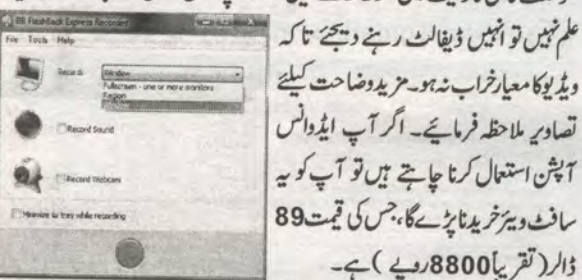 BB FlashBack Express Recorder
File Tools Help
Record: Window
Fullscreen - one or more monitors
Region
Window
Record Sound
Record Webcam
Minimize to tray while recording
علم نہیں تو انہیں ڈیفالٹ رہنے دیجئے تاکہ
ویڈیو کا معیار خراب نہ ہو۔ مزید وضاحت کیلئے
تصاویر ملاحظہ فرمائیے۔ اگر آپ ایڈوانس
آپشن استعمال کرنا چاہتے ہیں تو آپ کو یہ
سافٹ ویئر خریدنا پڑے گا، جس کی قیمت 89
ڈالر (تقریباً 8800 روپے) ہے۔